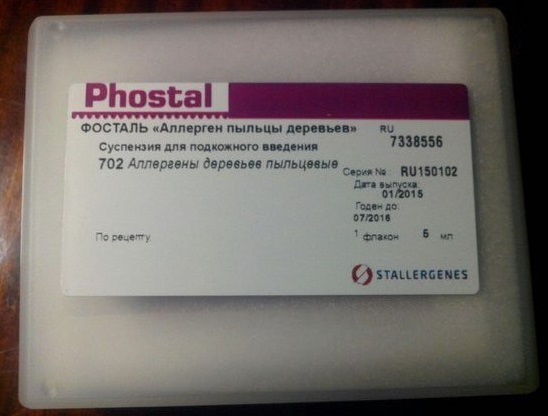 Phostal
ФОСТАЛЬ «Аллерген пыльцы деревьев» RU
7338556
Суспензия для подкожного введения
702 Аллергены деревьев пыльцевые
Серия № RU150102
Дата выпуска
01/2015
Годен до:
07/2016
По рецепту
1 флакон 5 мл
STALLERGENES